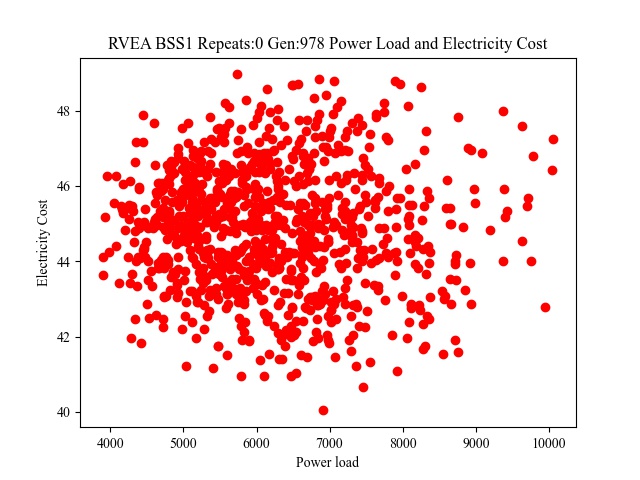 RVEA BSS1 Repeats:0 Gen:978 Power Load and Electricity Cost
48
46
44
42
40
Electricity Cost
4000 5000 6000 7000 8000 9000 10000
Power load